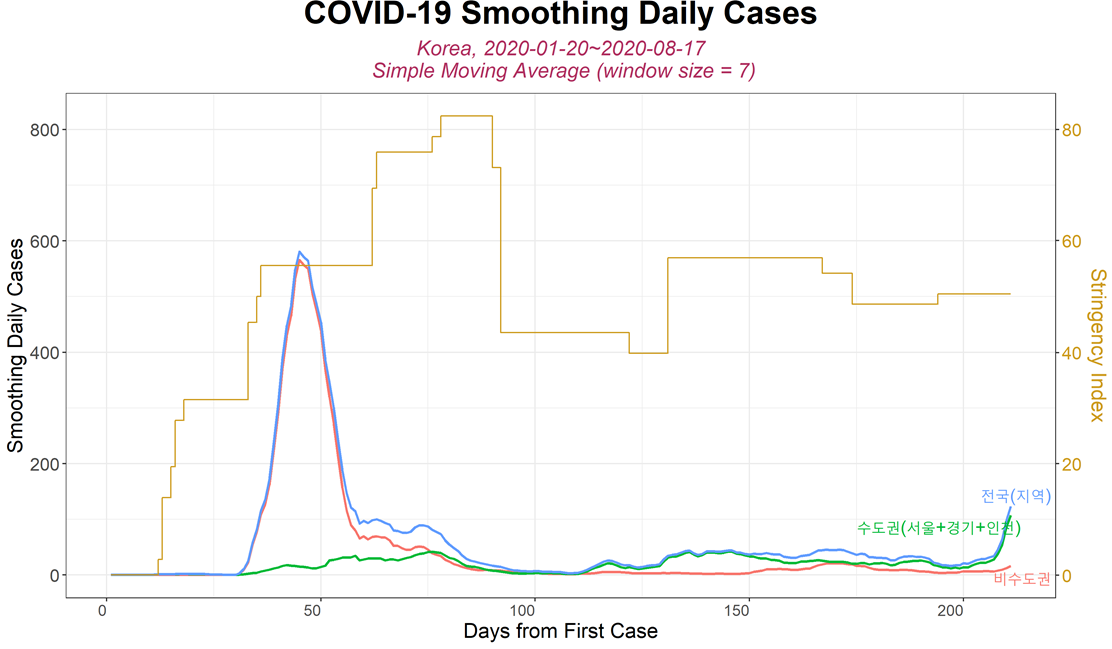 COVID-19 Smoothing Daily Cases
Korea, 2020-01-20~2020-08-17
Simple Moving Average (window size = 7)
Smoothing Daily Cases
800
600
400
200
0
80
60
40
20
0
Stringency Index
전국(지역)
수도권(서울+경기+인천)
비수도권
0 50 100 150 200
Days from First Case